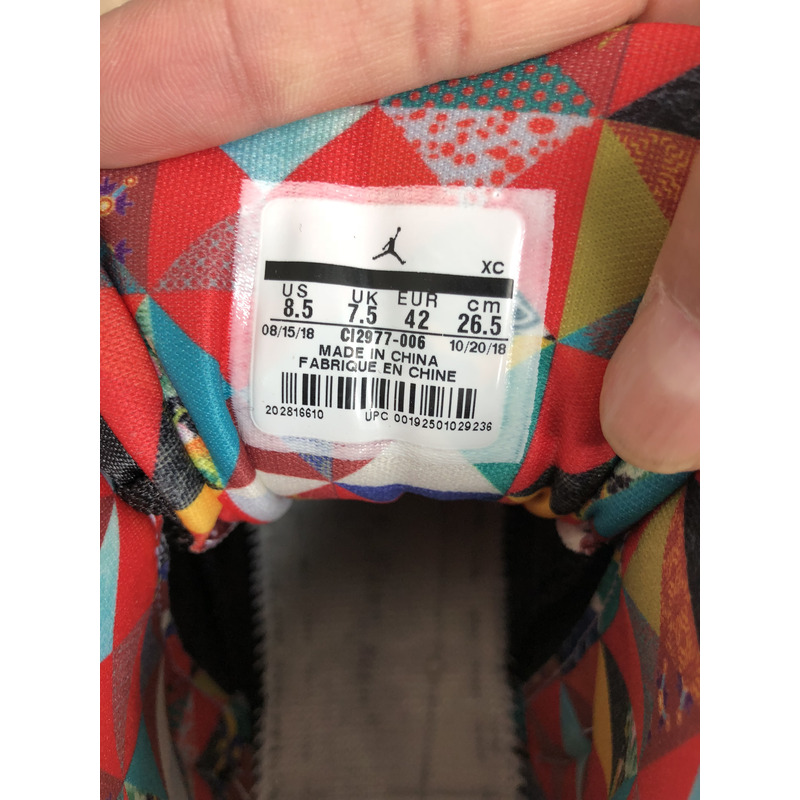 XC
US UK EUR cm
8.5 7.5 42 26.5
08/15/18 CI2977-006 10/20/18
MADE IN CHINA
FABRIQUE EN CHINE
202816610 UPC 00192501029236